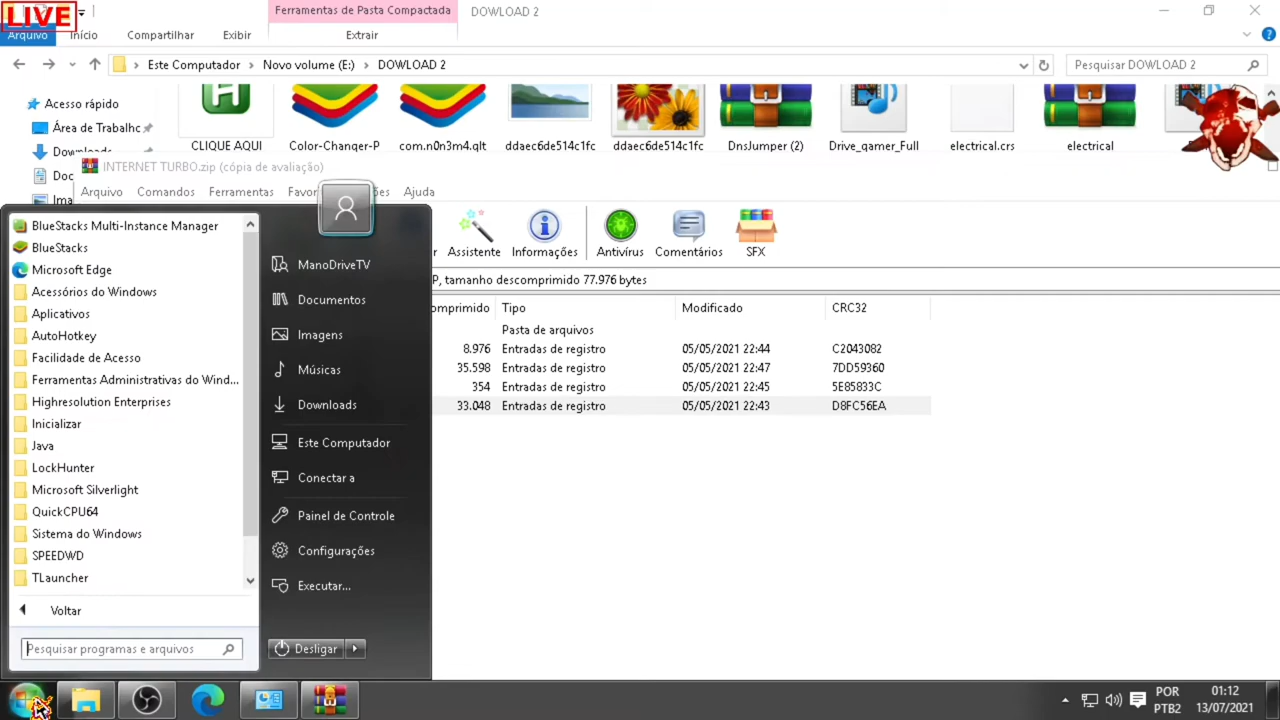 LIVE
Ferramentas de Pasta Compactada
DOWLOAD 2
Arquivo
Início
Compartilhar
Exibir
Extrair
Este Computador
Novo volume (E:)
DOWLOAD 2
Pesquisar DOWLOAD 2
Acesso rápido
Área de Trabalhc
CLIQUE AQUI
Color-Changer-P
com.n0n3m4.qlt
ddaec6de514c1fc
ddaec6de514c1fc
DnsJumper (2)
Drive_gamer_Full
electrical.crs
electrical
INTERNET TURBO.zip (cópia de avaliação)
Arquivo
Comandos
Ferramentas
Ajuda
Assistente
Informações
Antivírus
Comentários
SFX
P, tamanho descomprimido 77.976 bytes
omprimido
Tipo
Modificado
CRC32
Pasta de arquivos
8.976 Entradas de registro 05/05/2021 22:44 C2043082
35.598 Entradas de registro 05/05/2021 22:47 7DD59360
354 Entradas de registro 05/05/2021 22:45 5E85833C
33.048 Entradas de registro 05/05/2021 22:43 D8FC56EA
BlueStacks Multi-Instance Manager
BlueStacks
Microsoft Edge
Acessórios do Windows
Aplicativos
AutoHotkey
Facilidade de Acesso
Ferramentas Administrativas do Wind...
Highresolution Enterprises
Inicializar
Java
LockHunter
Microsoft Silverlight
QuickCPU64
Sistema do Windows
SPEEDWD
TLauncher
Voltar
Pesquisar programas e arquivos
ManoDriveTV
Documentos
Imagens
Músicas
Downloads
Este Computador
Conectar a
Painel de Controle
Configurações
Executar...
Desligar
POR
PTB2
01:12
13/07/2021